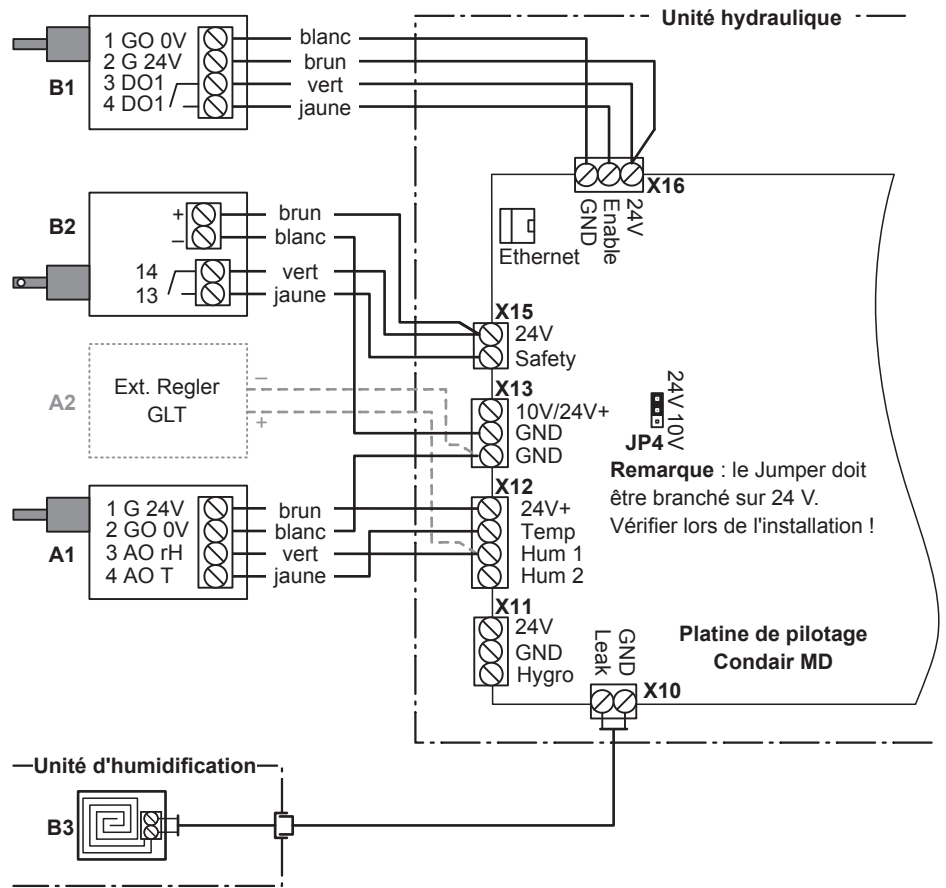 Unité hydraulique
B1
1 GO 0V
2 G 24V
3 DO1
4 DO1
blanc
brun
vert
jaune
X16
GND
Enable
24V
Ethernet
B2
+
–
14
13
brun
blanc
vert
jaune
X15
24V
Safety
A2
Ext. Regler
GLT
–
+
X13
10V/24V+
GND
GND
24V 10V
JP4
Remarque : le Jumper doit
être branché sur 24 V.
Vérifier lors de l'installation !
A1
1 G 24V
2 GO 0V
3 AO rH
4 AO T
brun
blanc
vert
jaune
X12
24V+
Temp
Hum 1
Hum 2
X11
24V
GND
Hygro
Leak
GND
X10
Platine de pilotage
Condair MD
Unité d'humidification
B3